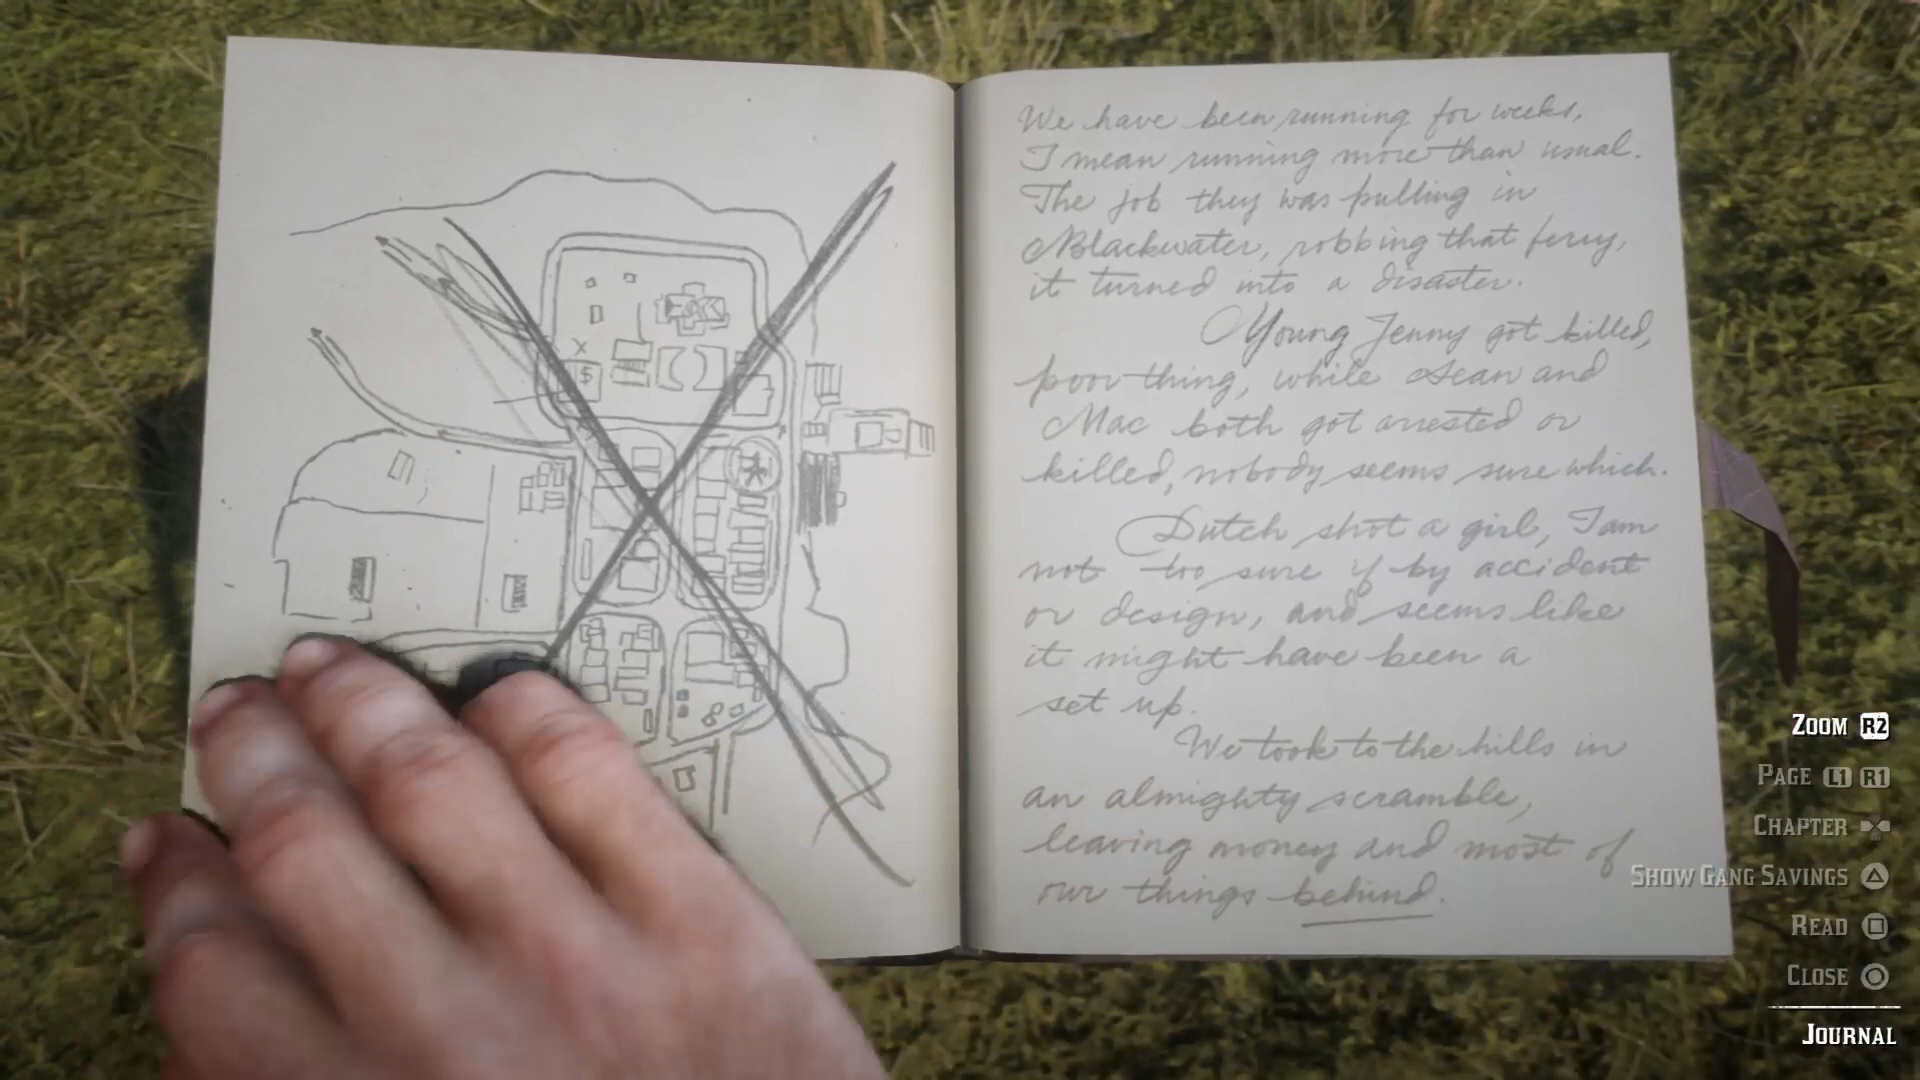 We have been running for weeks,
I mean running more than usual.
The job they was pulling in
Blackwater, robbing that ferry,
it turned into a disaster.
Young Jenny got killed,
poor thing, while Sean and
Mac both got arrested or
killed, nobody seems sure which.
Dutch shot a girl, I am
not too sure if by accident
or design, and seems like
it might have been a
set up.
We took to the hills in
an almighty scramble,
leaving money and most of
our things behind.
X
$
ZOOM R2
PAGE L1 R1
CHAPTER
SHOW GANG SAVINGS
READ
CLOSE
JOURNAL